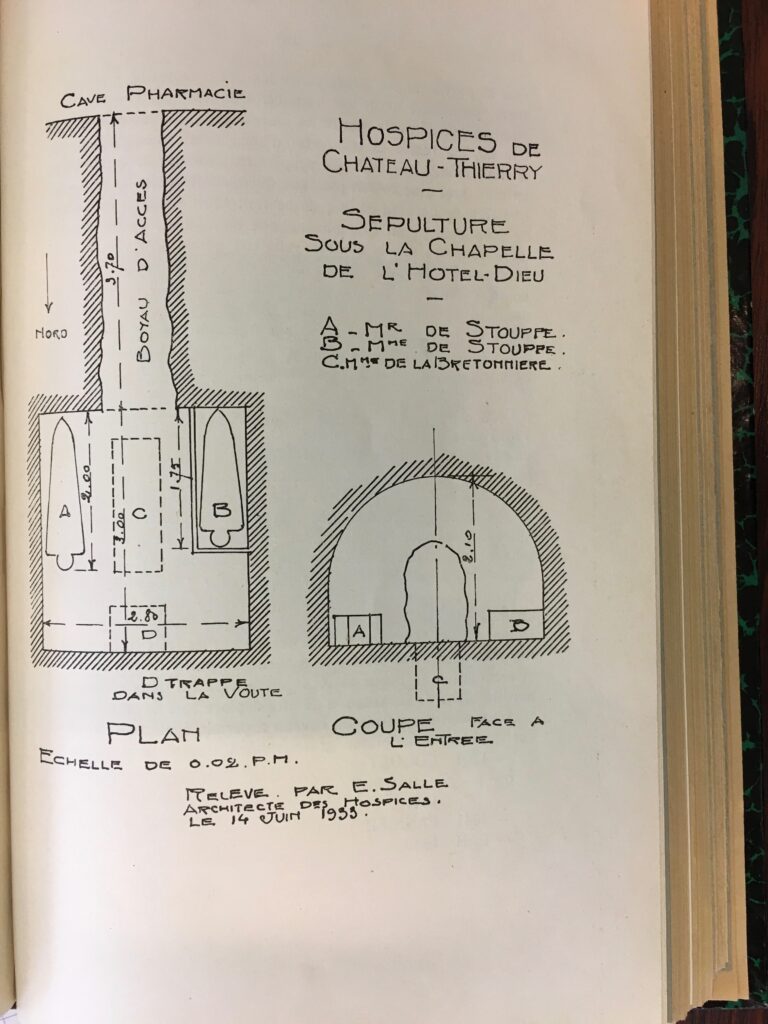 CAVE PHARMACIE
3.70
BOYAU D'ACCES
NORD
A
2.00
C
3.00
1.75
B
2.80
D
D TRAPPE
DANS LA VOUTE
PLAN
ECHELLE DE 0.02.P.M.
HOSPICES DE
CHATEAU-THIERRY
SEPULTURE
SOUS LA CHAPELLE
DE L'HOTEL-DIEU
A - MR DE STOUPPE.
B - MME DE STOUPPE.
C. MME DE LA BRETONNIERE.
2.10
A
B
C
COUPE FACE A
L'ENTREE
RELEVE. PAR E. SALLE
ARCHITECTE DES HOSPICES.
LE 14 JUIN 1933.